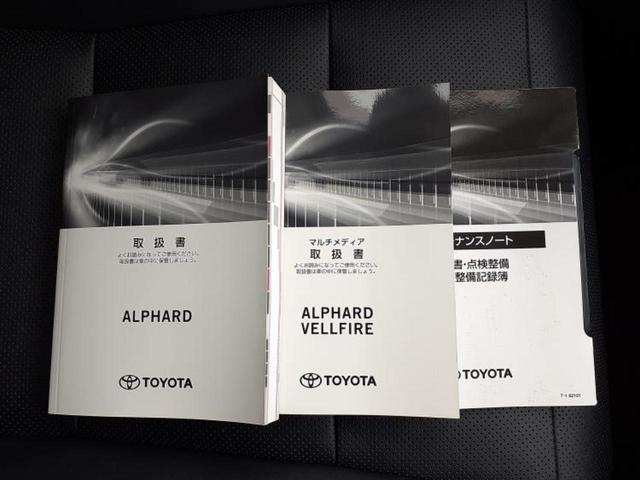 取扱書
よくお読みになってご使用ください。
取扱書は車の中に保管しましょう。
ALPHARD
TOYOTA
マルチメディア
取扱書
よくお読みになってご使用ください。
取扱書は車の中に保管しましょう。
ALPHARD
VELLFIRE
TOYOTA
ナンスノート
書・点検整備
整備記録簿
OYOTA